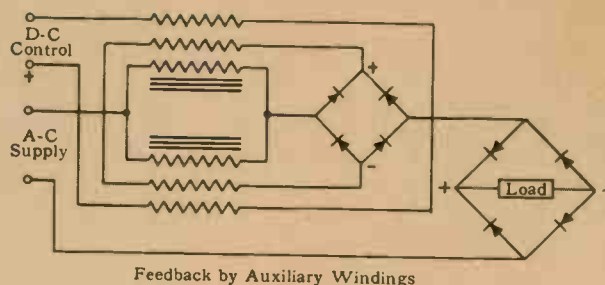 D-C
Control
+
A-C
Supply
+
-
+
Load
-
Feedback by Auxiliary Windings